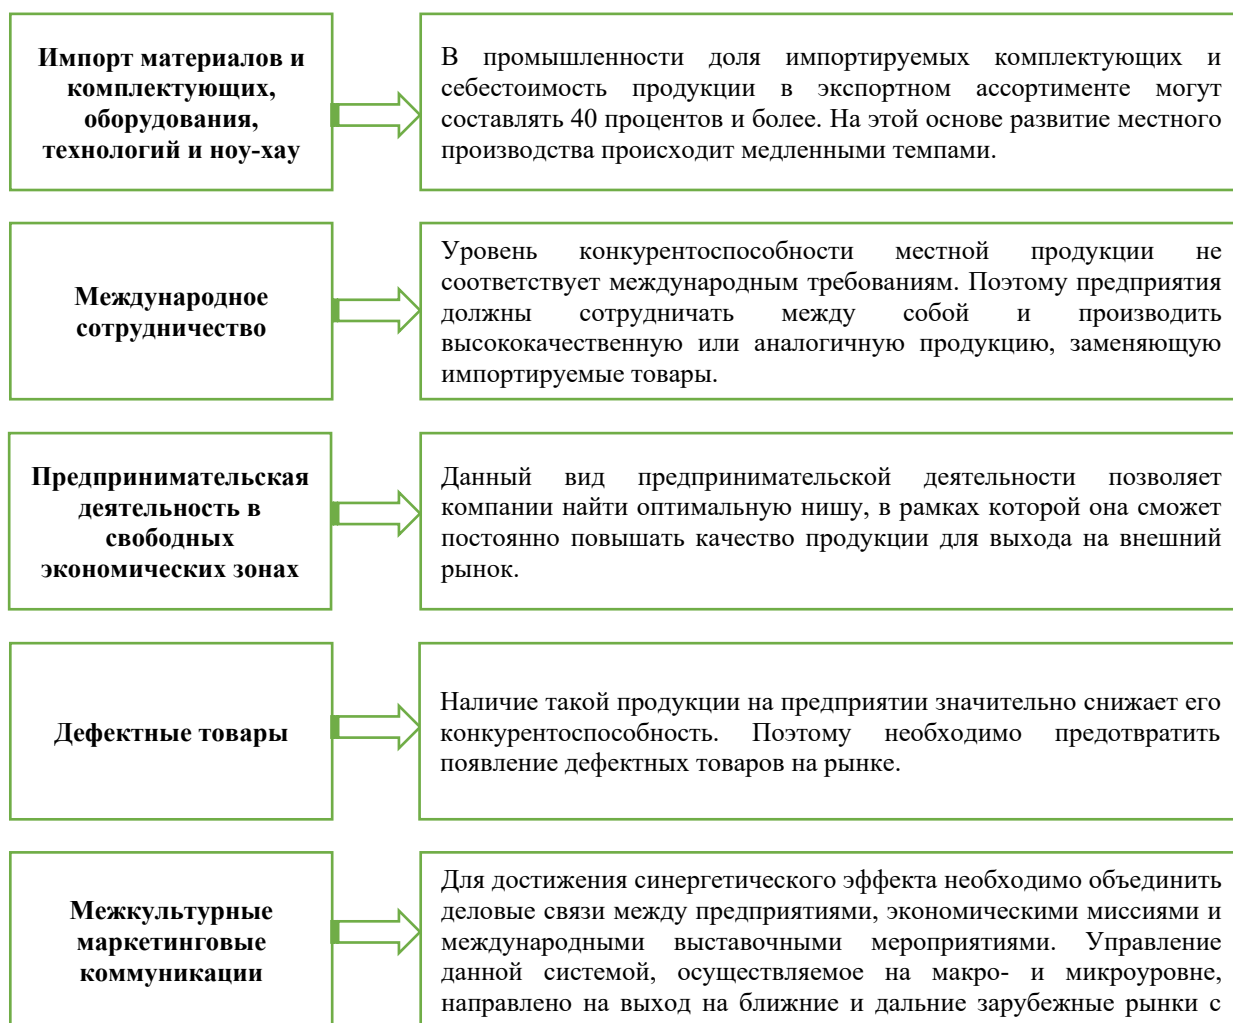 Импорт материалов и
комплектующих,
оборудования,
технологий и ноу-хау
В промышленности доля импортируемых комплектующих и
себестоимость продукции в экспортном ассортименте могут
составлять 40 процентов и более. На этой основе развитие местного
производства происходит медленными темпами.
Международное
сотрудничество
Уровень конкурентоспособности местной продукции не
соответствует международным требованиям. Поэтому предприятия
должны сотрудничать между собой и производить
высококачественную или аналогичную продукцию, заменяющую
импортируемые товары.
Предпринимательская
деятельность в
свободных
экономических зонах
Данный вид предпринимательской деятельности позволяет
компании найти оптимальную нишу, в рамках которой она сможет
постоянно повышать качество продукции для выхода на внешний
рынок.
Дефектные товары
Наличие такой продукции на предприятии значительно снижает его
конкурентоспособность. Поэтому необходимо предотвратить
появление дефектных товаров на рынке.
Межкультурные
маркетинговые
коммуникации
Для достижения синергетического эффекта необходимо объединить
деловые связи между предприятиями, экономическими миссиями и
международными выставочными мероприятиями. Управление
данной системой, осуществляемое на макро- и микроуровне,
направлено на выход на ближние и дальние зарубежные рынки с